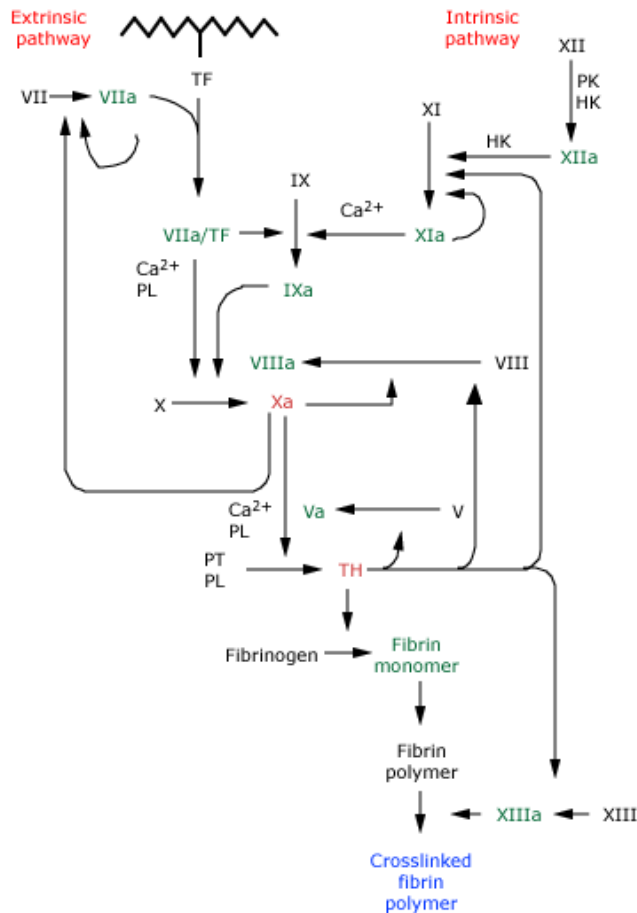 Extrinsic
pathway
Intrinsic
pathway
XII
TF
PK
HK
VII
VIIa
XI
HK
XIIa
IX
Ca2+
VIIa/TF
XIa
Ca2+
PL
IXa
VIIIa
VIII
X
Xa
Ca2+
PL
Va
V
PT
PL
TH
Fibrinogen
Fibrin
monomer
Fibrin
polymer
XIIIa
XIII
Crosslinked
fibrin
polymer